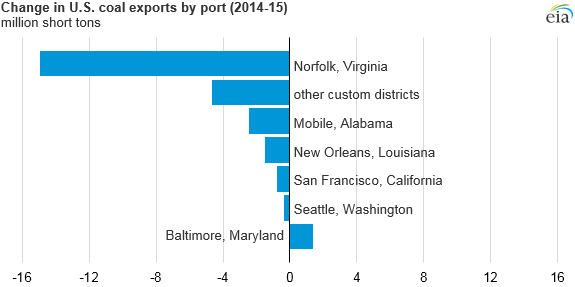 Change in U.S. coal exports by port (2014-15)
million short tons
eia
Norfolk, Virginia
other custom districts
Mobile, Alabama
New Orleans, Louisiana
San Francisco, California
Seattle, Washington
Baltimore, Maryland
-16 -12 -8 -4 0 4 8 12 16